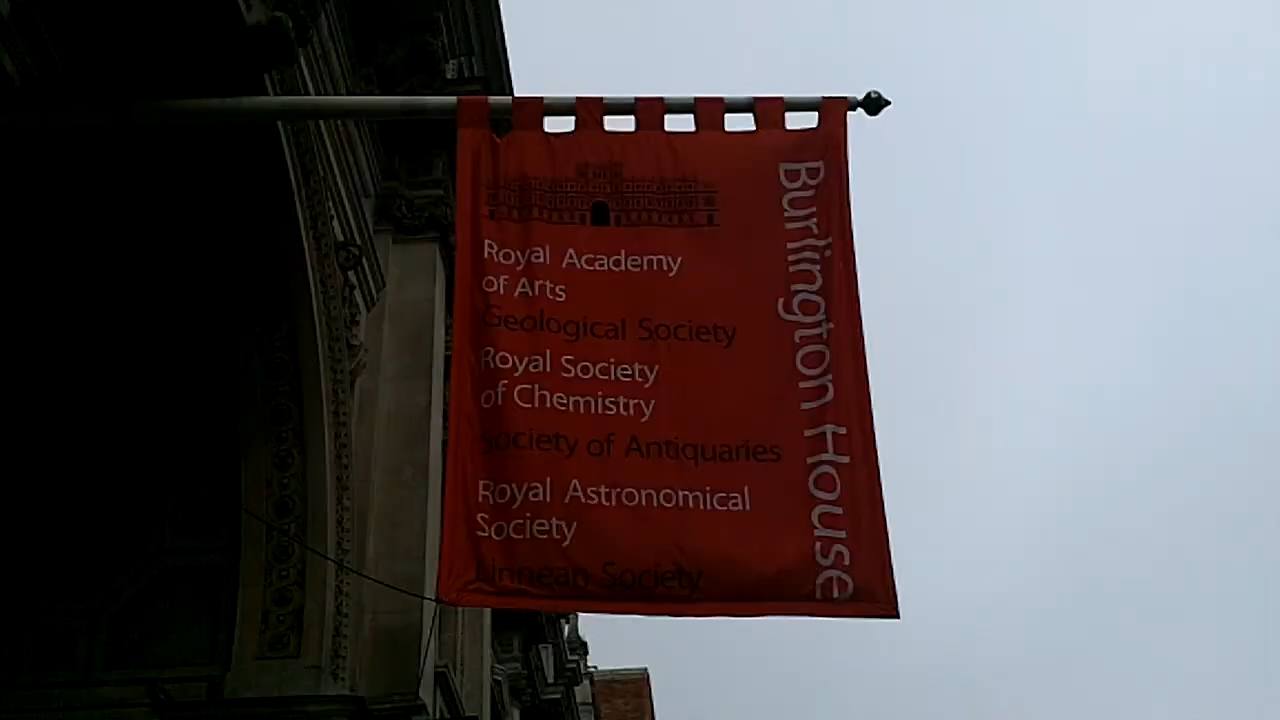 Royal Academy
of Arts
Geological Society
Royal Society
of Chemistry
Society of Antiquaries
Royal Astronomical
Society
Linnean Society
Burlington House